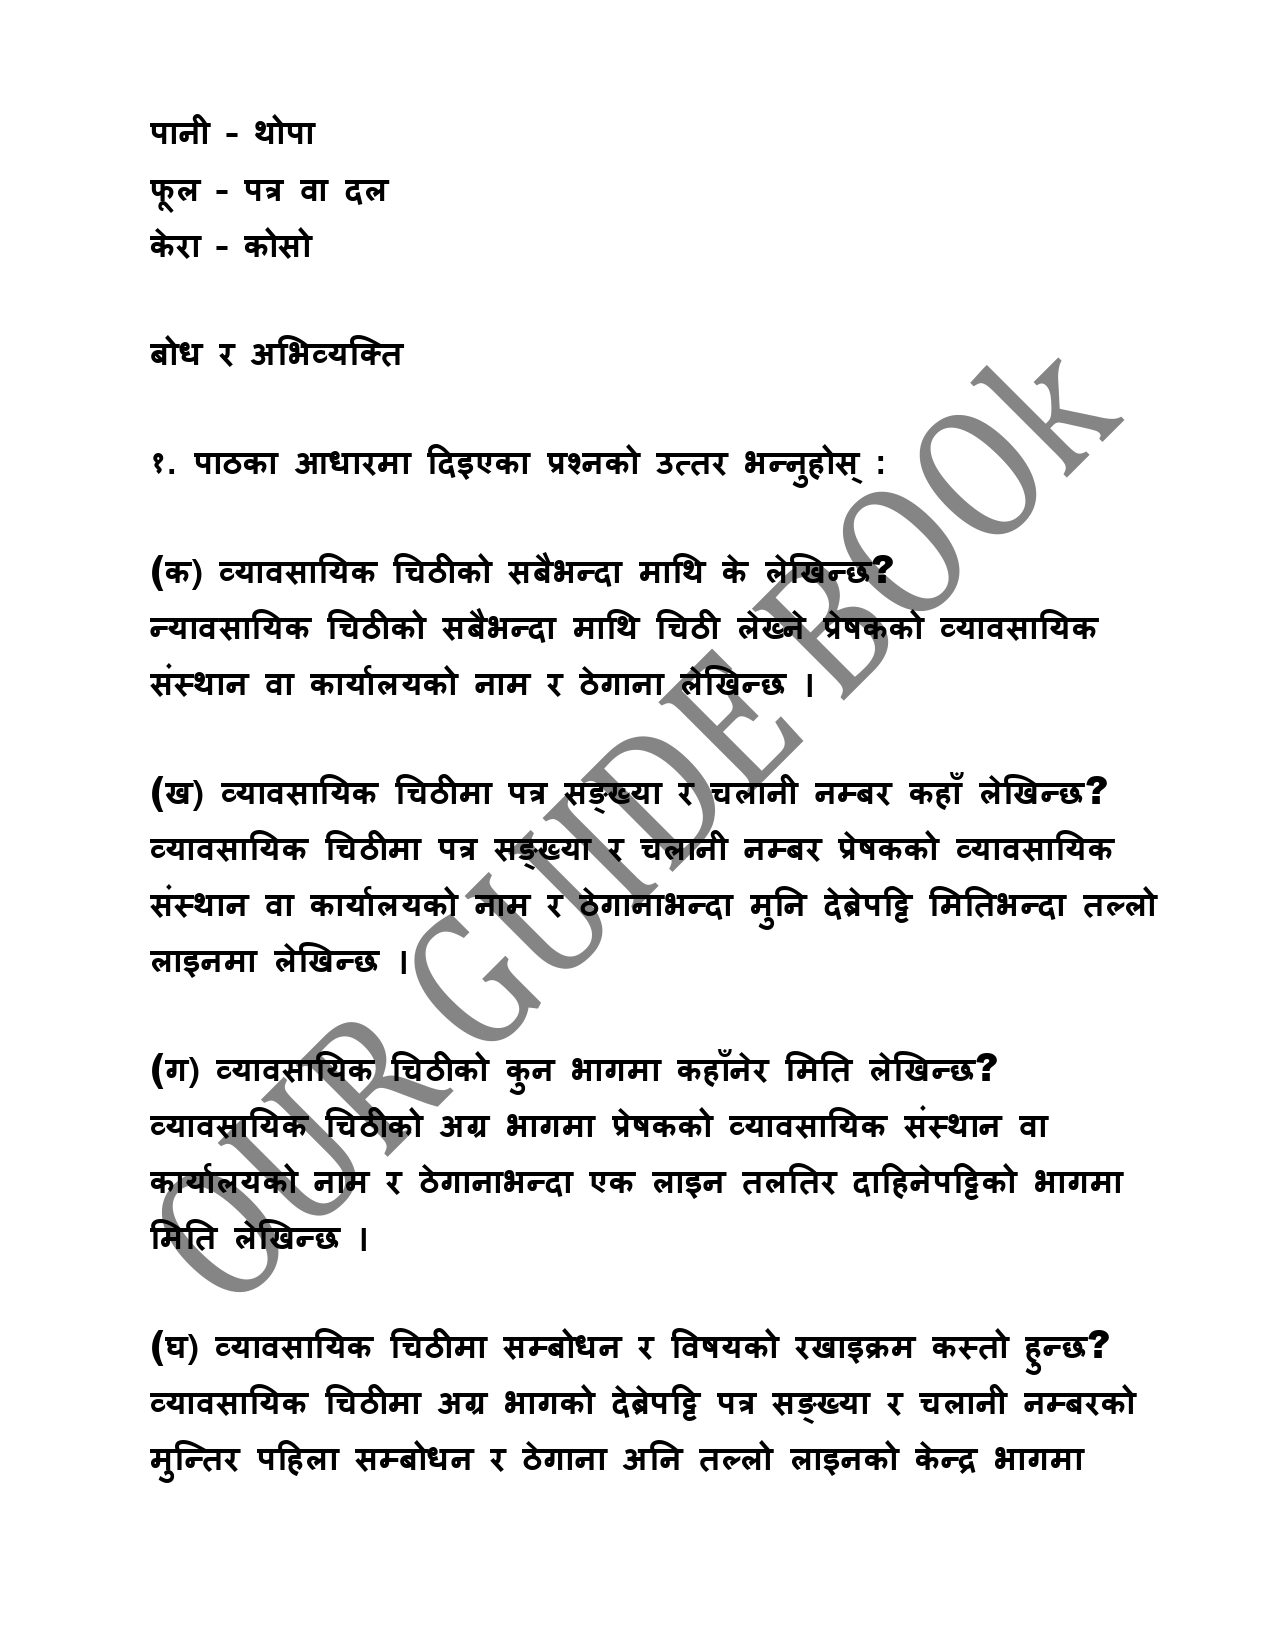 पानी - थोपा
फूल - पत्र वा दल
केरा - कोसो
बोध र अभिव्यक्ति
१. पाठका आधारमा दिइएका प्रश्नको उत्तर भन्नुहोस् :
(क) व्यावसायिक चिठीको सबैभन्दा माथि के लेखिन्छ?
न्यावसायिक चिठीको सबैभन्दा माथि चिठी लेख्ने प्रेषकको व्यावसायिक
संस्थान वा कार्यालयको नाम र ठेगाना लेखिन्छ ।
(ख) व्यावसायिक चिठीमा पत्र सङ्ख्या र चलानी नम्बर कहाँ लेखिन्छ?
व्यावसायिक चिठीमा पत्र सङ्ख्या र चलानी नम्बर प्रेषकको व्यावसायिक
संस्थान वा कार्यालयको नाम र ठेगानाभन्दा मुनि देब्रेपट्टि मितिभन्दा तल्लो
लाइनमा लेखिन्छ ।
(ग) व्यावसायिक चिठीको कुन भागमा कहाँनेर मिति लेखिन्छ?
व्यावसायिक चिठीको अग्र भागमा प्रेषकको व्यावसायिक संस्थान वा
कार्यालयको नाम र ठेगानाभन्दा एक लाइन तलतिर दाहिनेपट्टिको भागमा
मिति लेखिन्छ ।
(घ) व्यावसायिक चिठीमा सम्बोधन र विषयको रखाइक्रम कस्तो हुन्छ?
व्यावसायिक चिठीमा अग्र भागको देब्रेपट्टि पत्र सङ्ख्या र चलानी नम्बरको
मुन्तिर पहिला सम्बोधन र ठेगाना अनि तल्लो लाइनको केन्द्र भागमा
OUR GUIDE BOOk